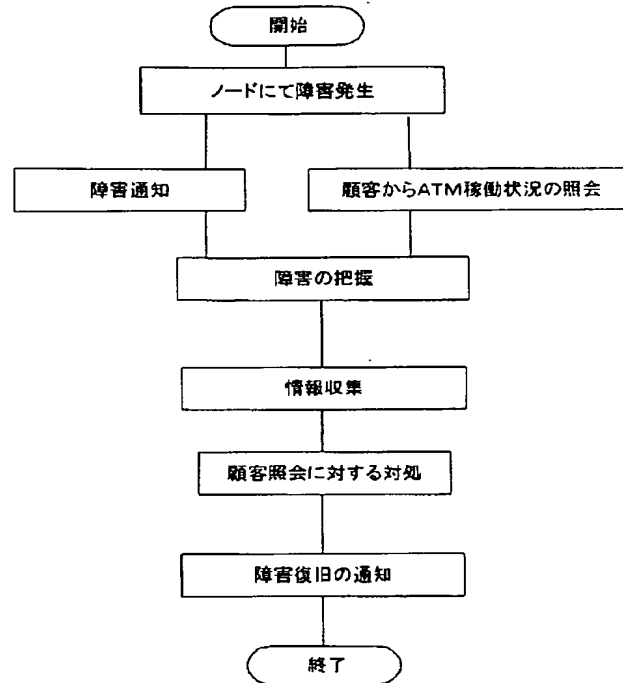 開始
ノードにて障害発生
障害通知
顧客からATM稼働状況の照会
障害の把握
情報収集
顧客照会に対する対処
障害復旧の通知
終了